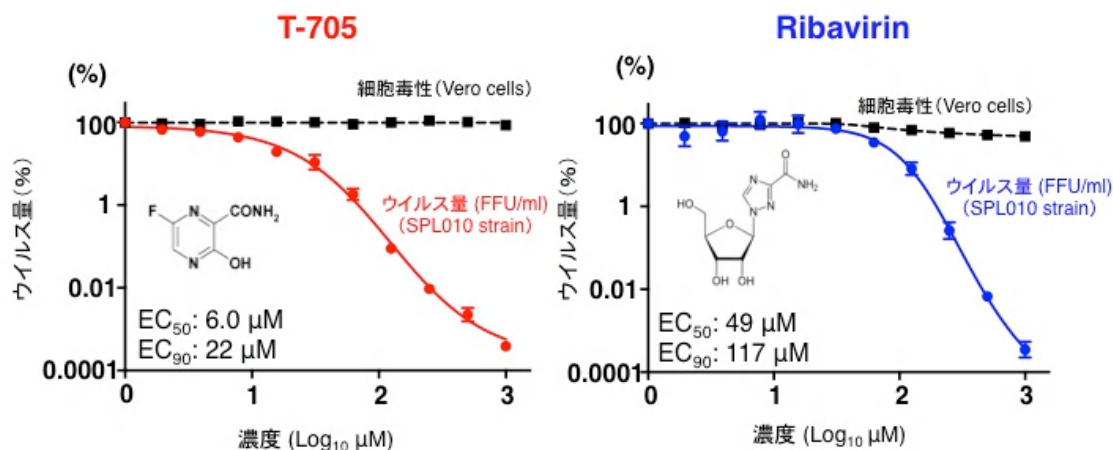 T-705
(%)
細胞毒性(Vero cells)
100
1
0.01
0.0001
ウイルス量(%)
ウイルス量 (FFU/ml)
(SPL010 strain)
F
N
N
CONH2
OH
EC50: 6.0 µM
EC90: 22 µM
0
1
2
3
濃度 (Log10 µM)
Ribavirin
(%)
細胞毒性(Vero cells)
100
1
0.01
0.0001
ウイルス量(%)
ウイルス量 (FFU/ml)
(SPL010 strain)
O
NH2
N
N
N
HO
O
OH
OH
EC50: 49 µM
EC90: 117 µM
0
1
2
3
濃度 (Log10 µM)